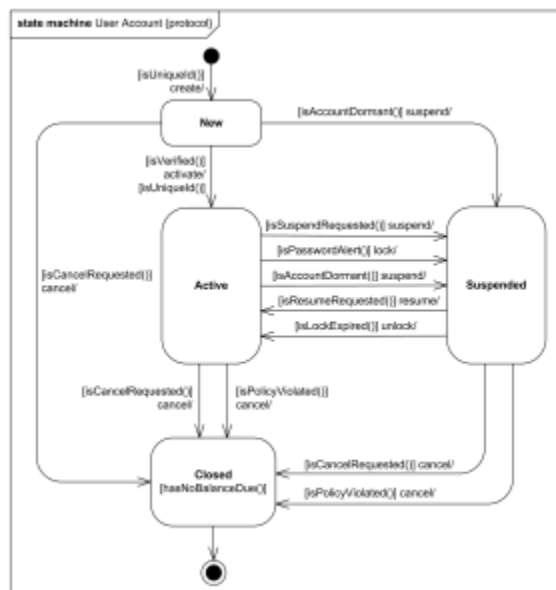 state machine User Account {protocol}
[isUniqueId()]
create/
New
[isAccountDormant()] suspend/
[isVerified()]
activate/
[isUniqueId()]
[isSuspendRequested()] suspend/
[isPasswordAlert()] lock/
[isCancelRequested()]
cancel/
Active
[isAccountDormant()] suspend/
Suspended
[isResumeRequested()] resume/
[isLockExpired()] unlock/
[isCancelRequested()]
cancel/
[isPolicyViolated()]
cancel/
Closed
[hasNoBalanceDue()]
[isCancelRequested()] cancel/
[isPolicyViolated()] cancel/